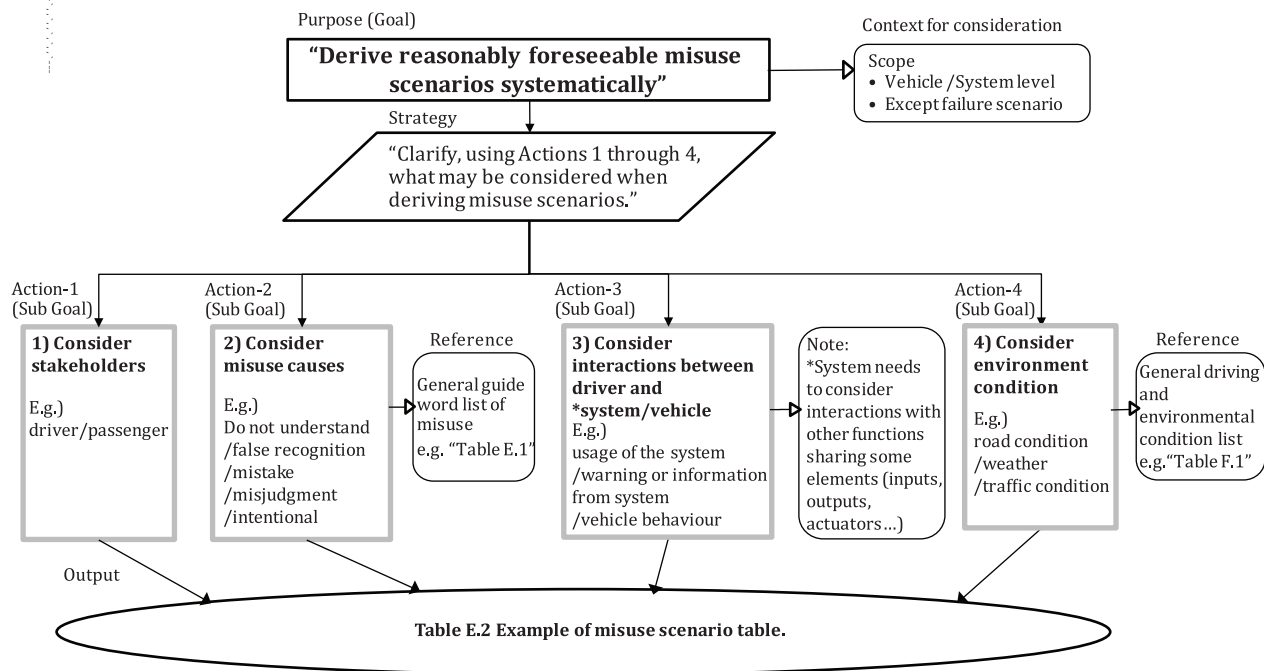 Purpose (Goal)
Context for consideration
“Derive reasonably foreseeable misuse
scenarios systematically”
Scope
• Vehicle /System level
• Except failure scenario
Strategy
“Clarify, using Actions 1 through 4,
what may be considered when
deriving misuse scenarios.”
Action-1
(Sub Goal)
1) Consider
stakeholders
E.g.)
driver/passenger
Action-2
(Sub Goal)
2) Consider
misuse causes
E.g.)
Do not understand
/false recognition
/mistake
/misjudgment
/intentional
Reference
General guide
word list of
misuse
e.g. “Table E.1”
Action-3
(Sub Goal)
3) Consider
interactions between
driver and
*system/vehicle
E.g.)
usage of the system
/warning or information
from system
/vehicle behaviour
Note:
*System needs
to consider
interactions with
other functions
sharing some
elements (inputs,
outputs,
actuators...)
Action-4
(Sub Goal)
4) Consider
environment
condition
E.g.)
road condition
/weather
/traffic condition
Reference
General driving
and
environmental
condition list
e.g.“Table F.1”
Output
Table E.2 Example of misuse scenario table.